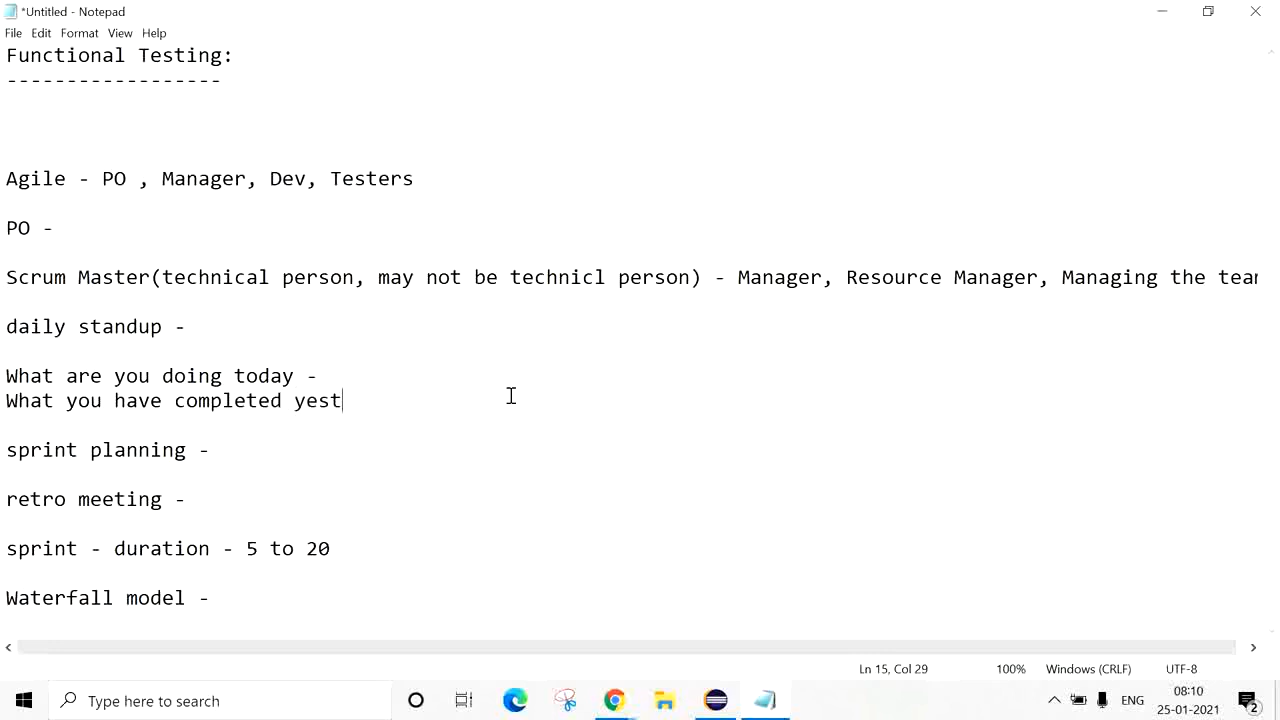 *Untitled - Notepad
File Edit Format View Help
Functional Testing:
------------------
Agile - PO , Manager, Dev, Testers
PO -
Scrum Master(technical person, may not be technicl person) - Manager, Resource Manager, Managing the tear
daily standup -
What are you doing today -
What you have completed yest
sprint planning -
retro meeting -
sprint - duration - 5 to 20
Waterfall model -
Ln 15, Col 29 100% Windows (CRLF) UTF-8
Type here to search
ENG
08:10
25-01-2021
2